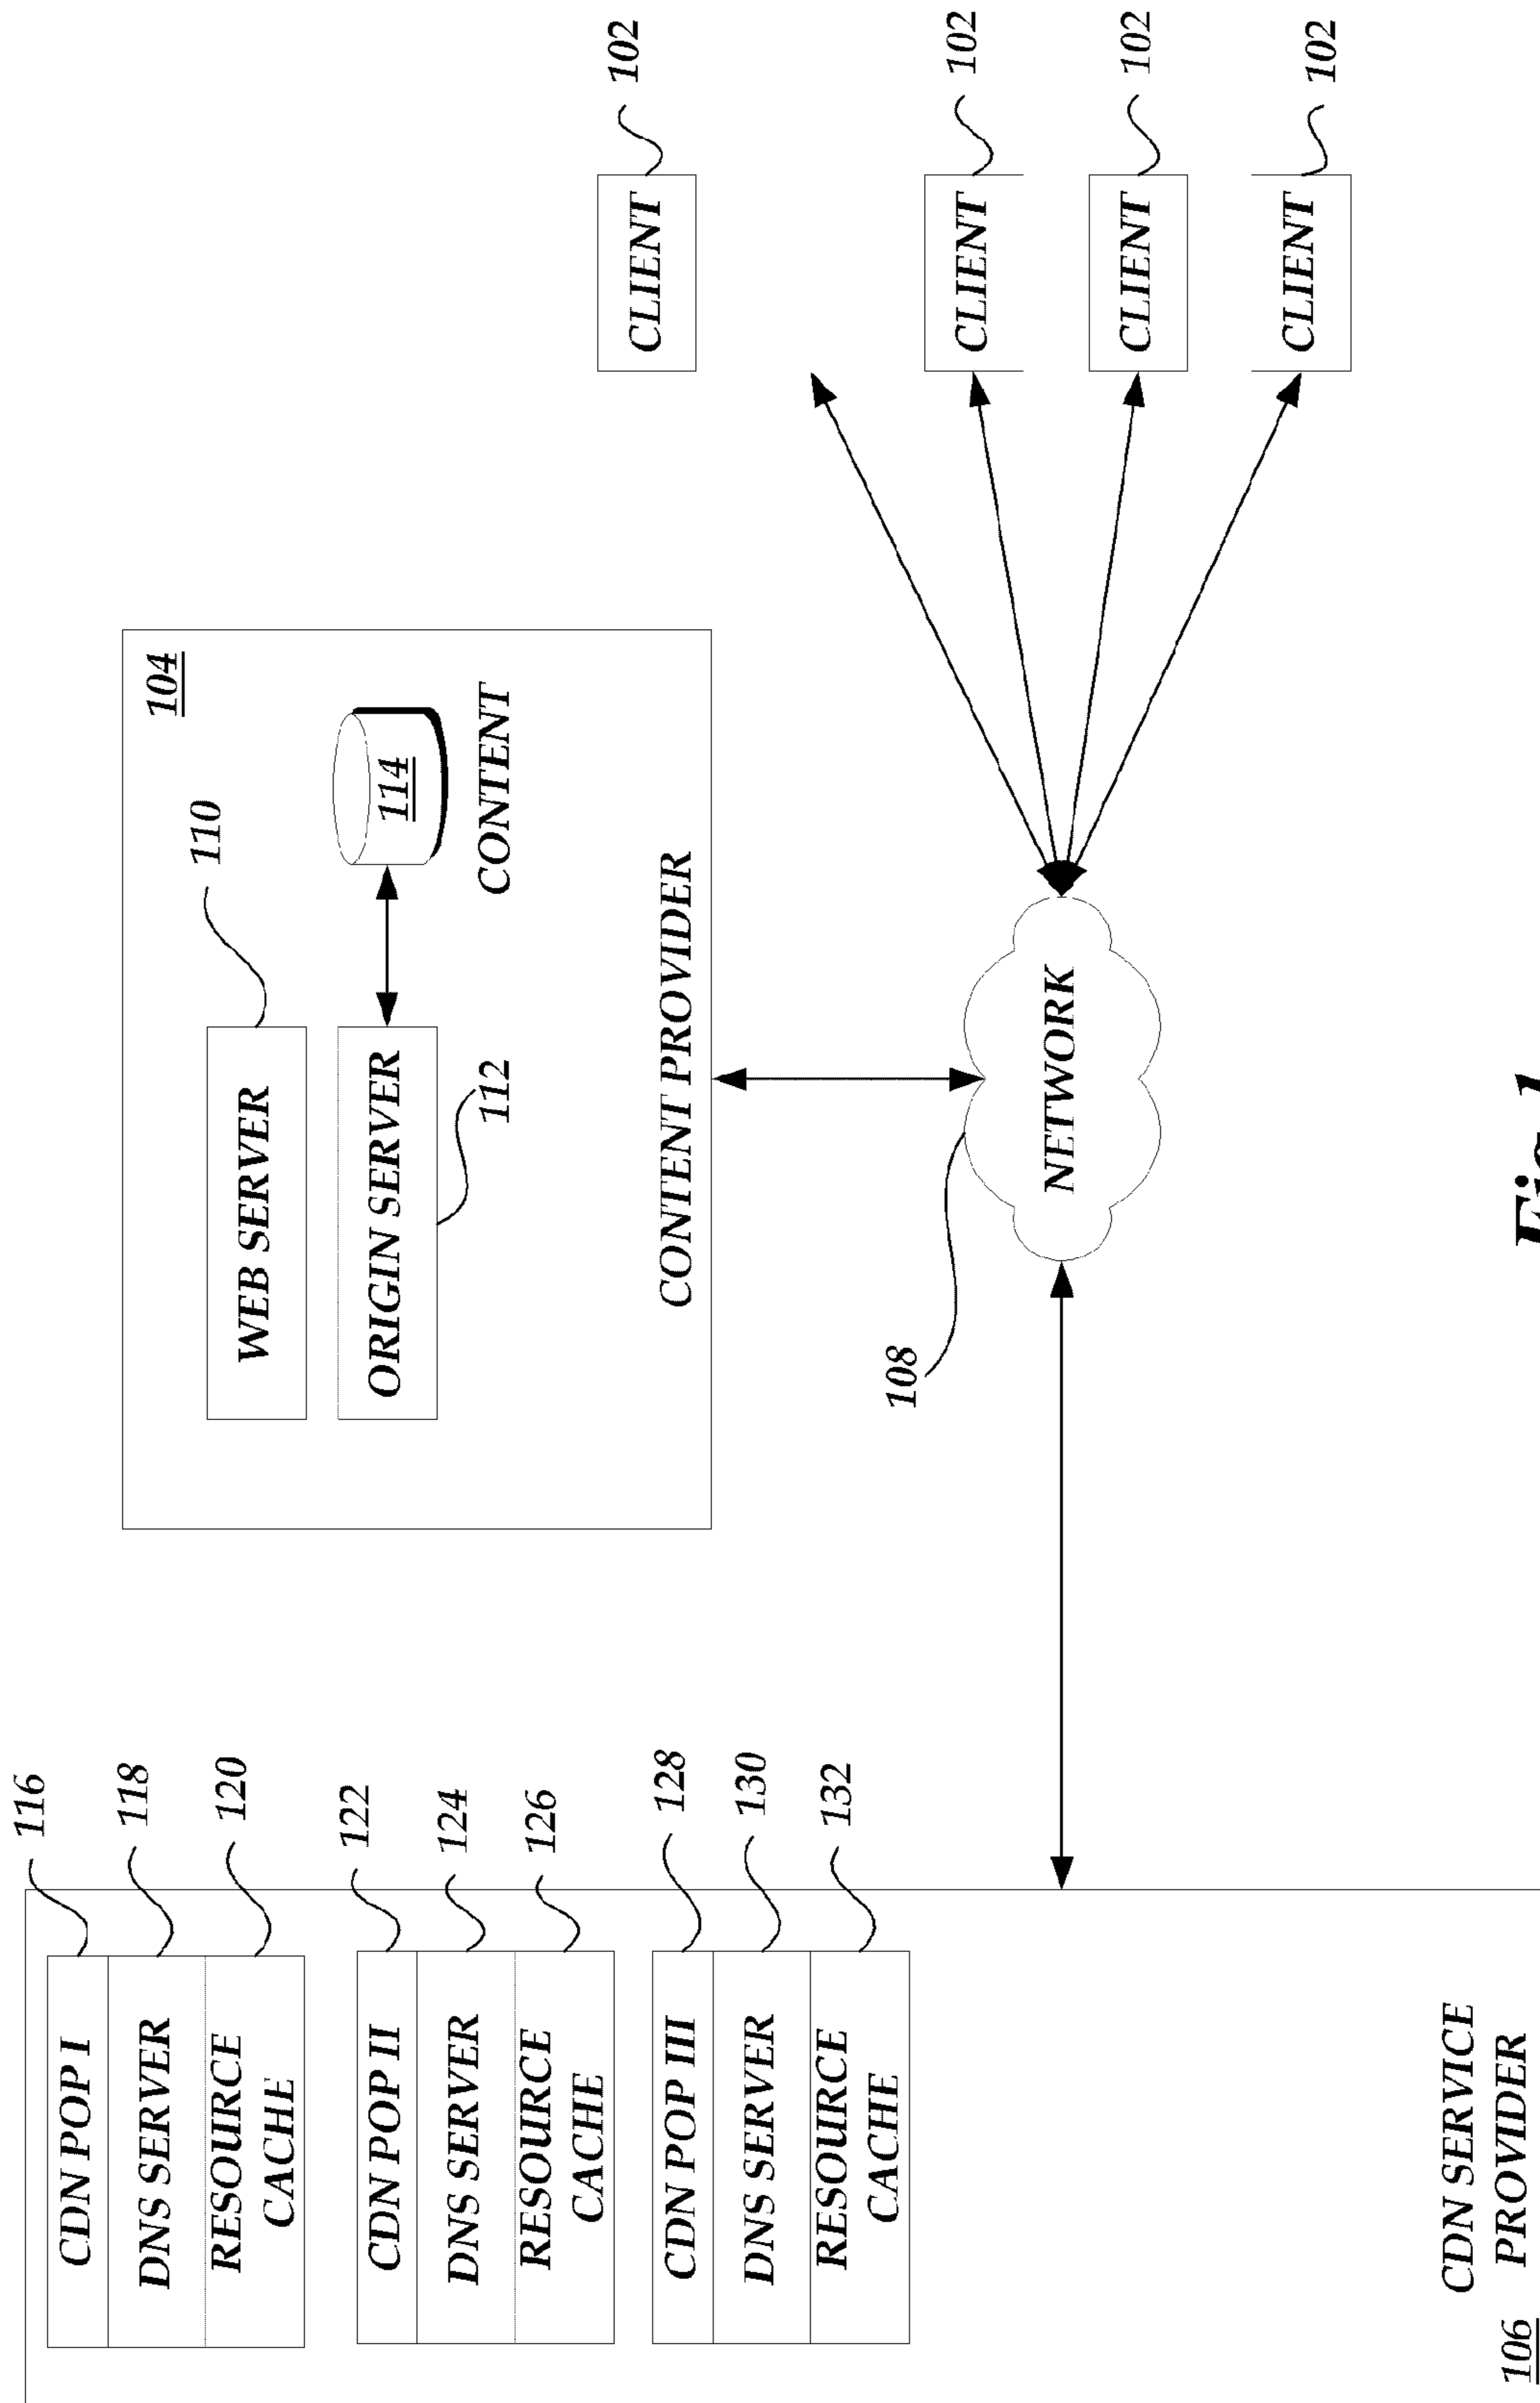 116
CDN POP I
118
DNS SERVER
120
RESOURCE
CACHE
122
CDN POP II
124
DNS SERVER
126
RESOURCE
CACHE
128
CDN POP III
130
DNS SERVER
132
RESOURCE
CACHE
CDN SERVICE
PROVIDER
106
104
110
WEB SERVER
ORIGIN SERVER
112
114
CONTENT
CONTENT PROVIDER
108
NETWORK
CLIENT
102
CLIENT
102
CLIENT
102
CLIENT
102